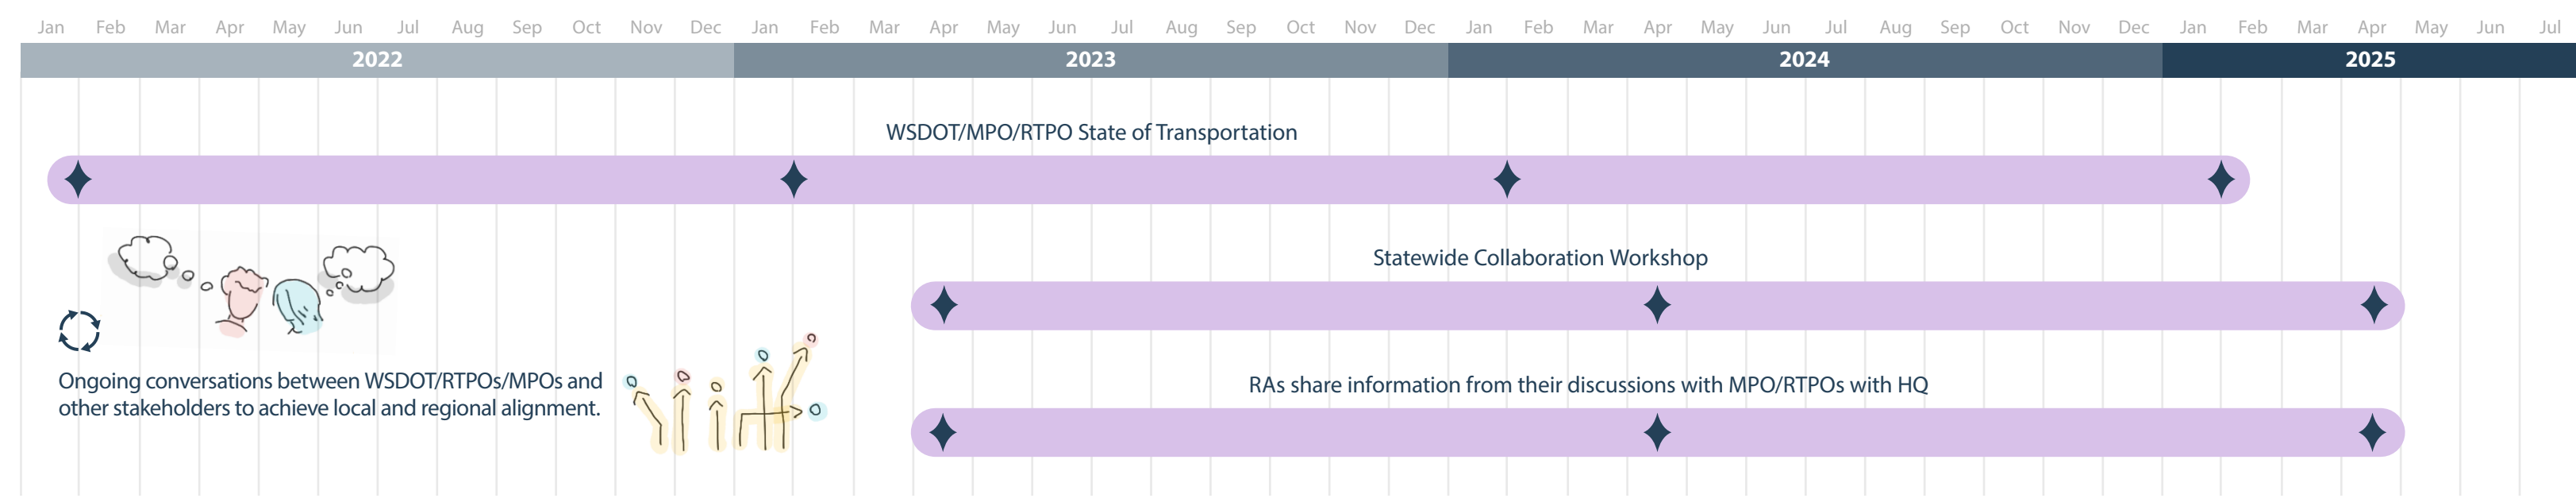 Jan Feb Mar Apr May Jun Jul Aug Sep Oct Nov Dec Jan Feb Mar Apr May Jun Jul Aug Sep Oct Nov Dec Jan Feb Mar Apr May Jun Jul Aug Sep Oct Nov Dec Jan Feb Mar Apr May Jun Jul
2022 2023 2024 2025
WSDOT/MPO/RTPO State of Transportation
Statewide Collaboration Workshop
Ongoing conversations between WSDOT/RTPOs/MPOs and
other stakeholders to achieve local and regional alignment.
RAs share information from their discussions with MPO/RTPOs with HQ